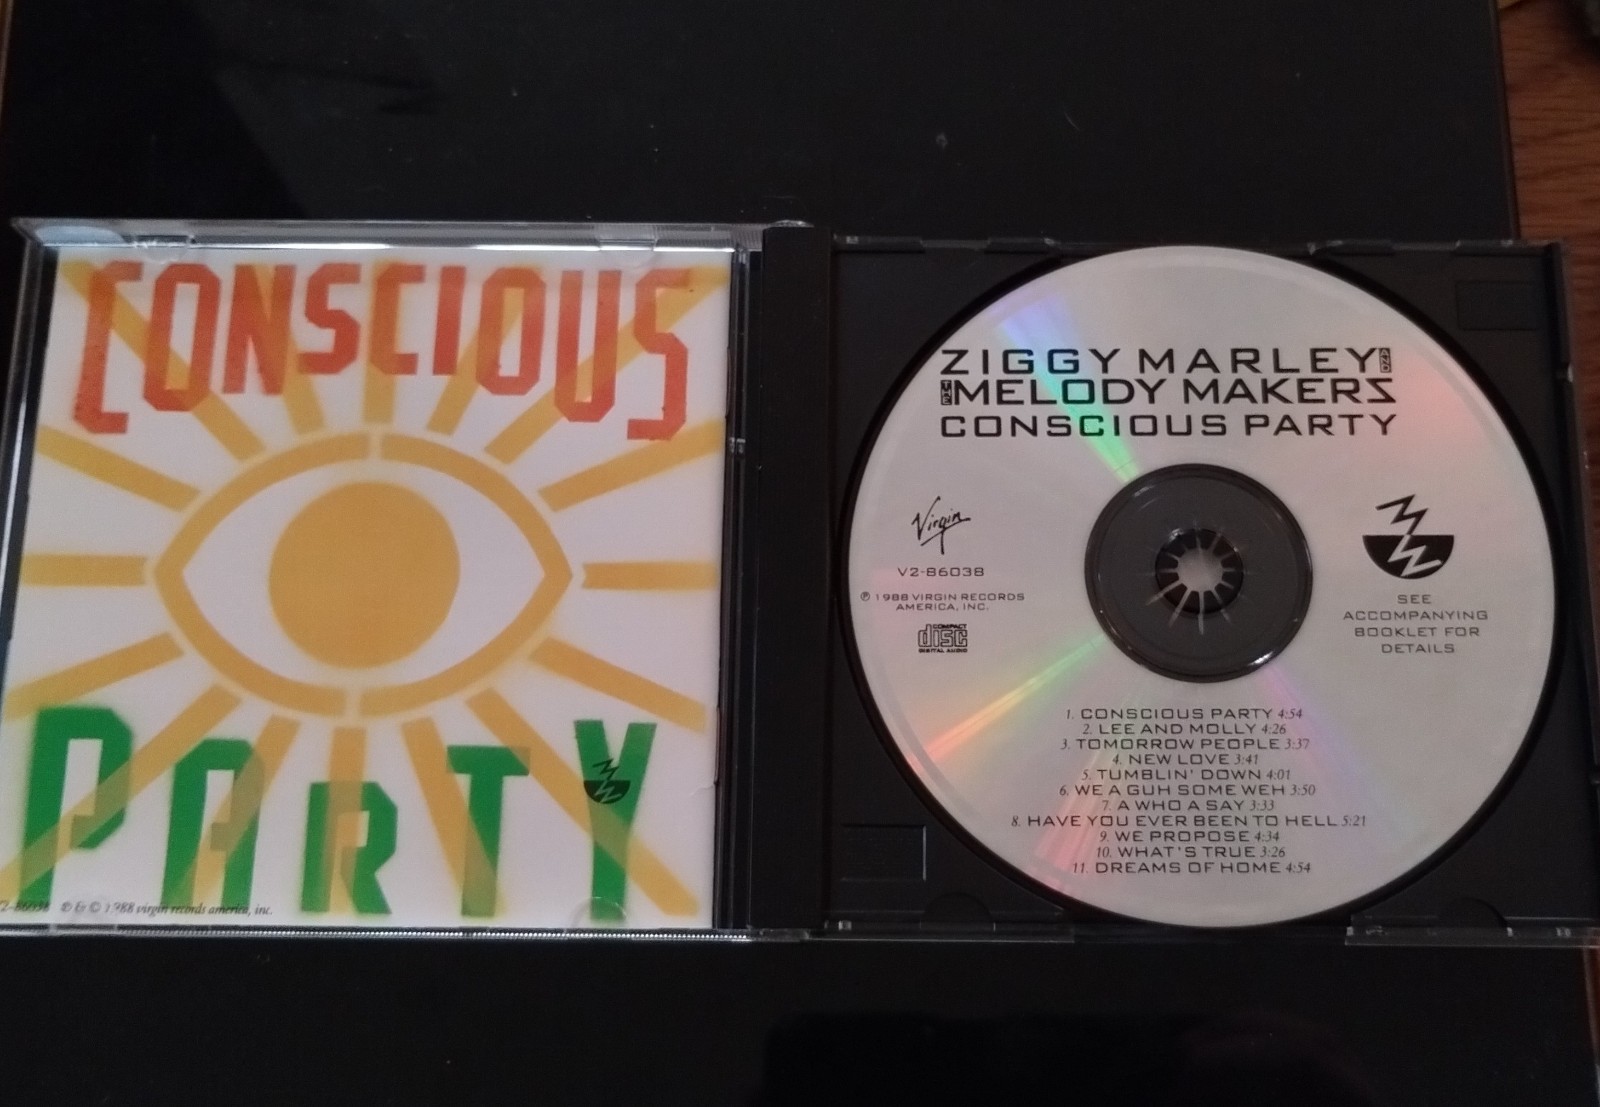 CONSCIOUS
PARTY
V2-86038 ℗ & © 1988 virgin records america, inc.
ZIGGY MARLEY AND
THE MELODY MAKERS
CONSCIOUS PARTY
Virgin
V2-86038
℗ 1988 VIRGIN RECORDS
AMERICA, INC.
COMPACT
disc
DIGITAL AUDIO
SEE
ACCOMPANYING
BOOKLET FOR
DETAILS
1. CONSCIOUS PARTY 4:54
2. LEE AND MOLLY 4:26
3. TOMORROW PEOPLE 3:37
4. NEW LOVE 3:41
5. TUMBLIN' DOWN 4:01
6. WE A GUH SOME WEH 3:50
7. A WHO A SAY 3:33
8. HAVE YOU EVER BEEN TO HELL 5:21
9. WE PROPOSE 4:34
10. WHAT'S TRUE 3:26
11. DREAMS OF HOME 4:54